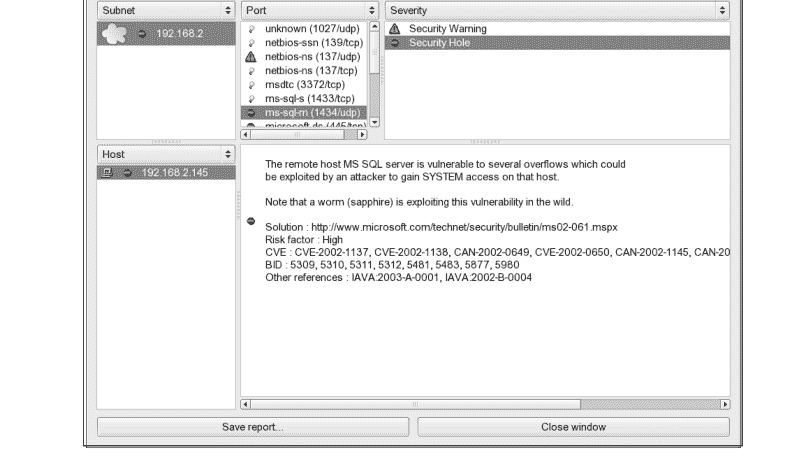 Subnet
192.168.2
Port
unknown (1027/udp)
netbios-ssn (139/tcp)
netbios-ns (137/udp)
netbios-ns (137/tcp)
msdtc (3372/tcp)
ms-sql-s (1433/tcp)
ms-sql-m (1434/udp)
microsoft-ds (445/tcp)
Severity
Security Warning
Security Hole
Host
192.168.2.145
The remote host MS SQL server is vulnerable to several overflows which could
be exploited by an attacker to gain SYSTEM access on that host.
Note that a worm (sapphire) is exploiting this vulnerability in the wild.
Solution : http://www.microsoft.com/technet/security/bulletin/ms02-061.mspx
Risk factor : High
CVE : CVE-2002-1137, CVE-2002-1138, CAN-2002-0649, CVE-2002-0650, CAN-2002-1145, CAN-20
BID : 5309, 5310, 5311, 5312, 5481, 5483, 5877, 5980
Other references : IAVA:2003-A-0001, IAVA:2002-B-0004
Save report...
Close window